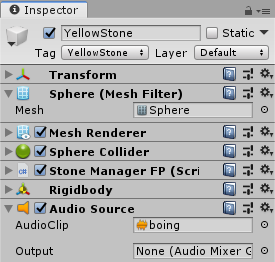 Inspector
YellowStone Static
Tag YellowStone Layer Default
Transform
Sphere (Mesh Filter)
Mesh Sphere
Mesh Renderer
Sphere Collider
Stone Manager FP (Scri
Rigidbody
Audio Source
AudioClip boing
Output None (Audio Mixer G